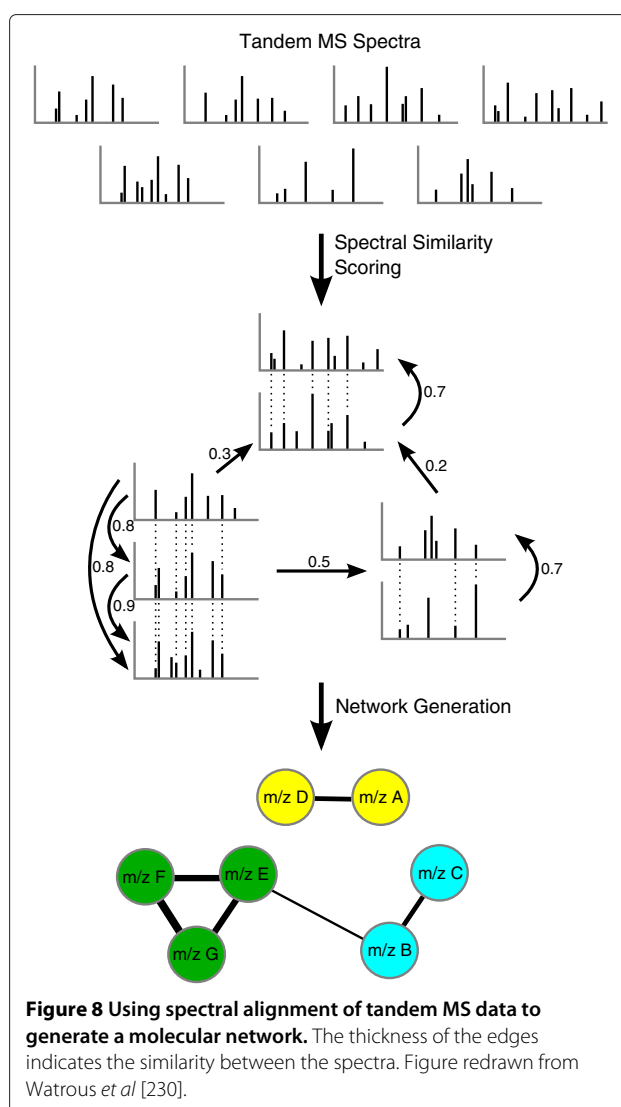 Tandem MS Spectra
Spectral Similarity
Scoring
0.7
0.3
0.2
0.8
0.8
0.5
0.7
0.9
Network Generation
m/z D
m/z A
m/z F
m/z E
m/z C
m/z G
m/z B
Figure 8 Using spectral alignment of tandem MS data to
generate a molecular network. The thickness of the edges
indicates the similarity between the spectra. Figure redrawn from
Watrous et al [230].